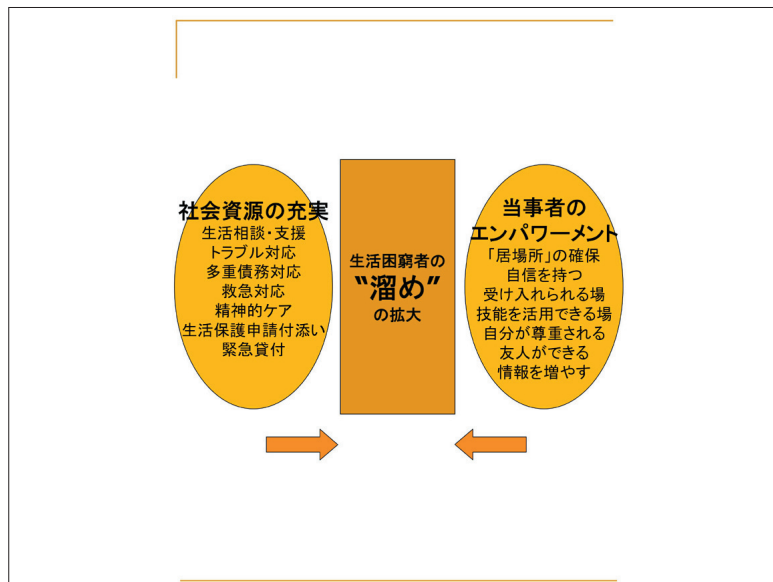 社会資源の充実
生活相談・支援
トラブル対応
多重債務対応
救急対応
精神的ケア
生活保護申請付添い
緊急貸付
生活困窮者の
〝溜め〟
の拡大
当事者の
エンパワーメント
「居場所」の確保
自信を持つ
受け入れられる場
技能を活用できる場
自分が尊重される
友人ができる
情報を増やす